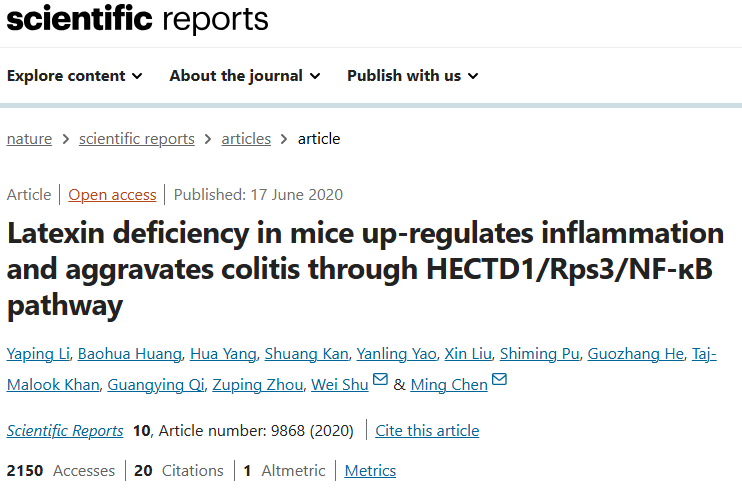 scientific reports
Explore content About the journal Publish with us
nature > scientific reports > articles > article
Article | Open access | Published: 17 June 2020
Latexin deficiency in mice up-regulates inflammation
and aggravates colitis through HECTD1/Rps3/NF-κB
pathway
Yaping Li, Baohua Huang, Hua Yang, Shuang Kan, Yanling Yao, Xin Liu, Shiming Pu, Guozhang He, Taj-
Malook Khan, Guangying Qi, Zuping Zhou, Wei Shu & Ming Chen
Scientific Reports 10, Article number: 9868 (2020) | Cite this article
2150 Accesses | 20 Citations | 1 Altmetric | Metrics